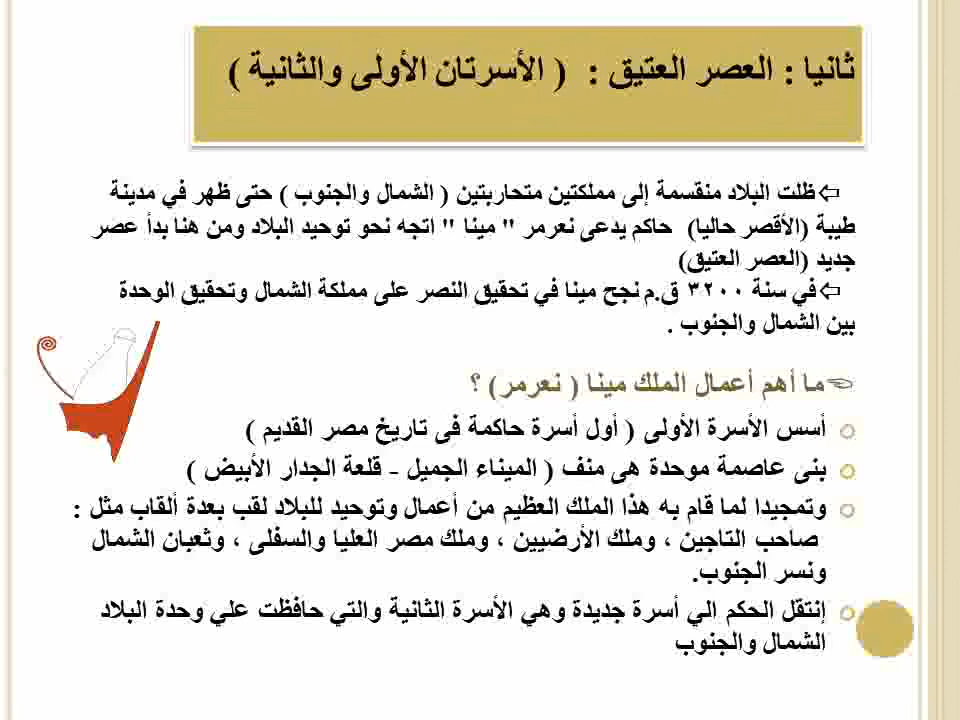 ثانيا : العصر العتيق : ( الأسرتان الأولى والثانية )
⇦ظلت البلاد منقسمة إلى مملكتين متحاربتين ( الشمال والجنوب ) حتى ظهر في مدينة
طيبة (الأقصر حاليا) حاكم يدعى نعرمر " مينا " اتجه نحو توحيد البلاد ومن هنا بدأ عصر
جديد (العصر العتيق)
⇦في سنة ٣٢٠٠ ق.م نجح مينا في تحقيق النصر على مملكة الشمال وتحقيق الوحدة
بين الشمال والجنوب .
☜ما أهم أعمال الملك مينا ( نعرمر) ؟
أسس الأسرة الأولى ( أول أسرة حاكمة فى تاريخ مصر القديم )
بنى عاصمة موحدة هى منف ( الميناء الجميل - قلعة الجدار الأبيض )
وتمجيدا لما قام به هذا الملك العظيم من أعمال وتوحيد للبلاد لقب بعدة ألقاب مثل :
صاحب التاجين ، وملك الأرضيين ، وملك مصر العليا والسفلى ، وثعبان الشمال
ونسر الجنوب.
إنتقل الحكم الي أسرة جديدة وهي الأسرة الثانية والتي حافظت علي وحدة البلاد
الشمال والجنوب